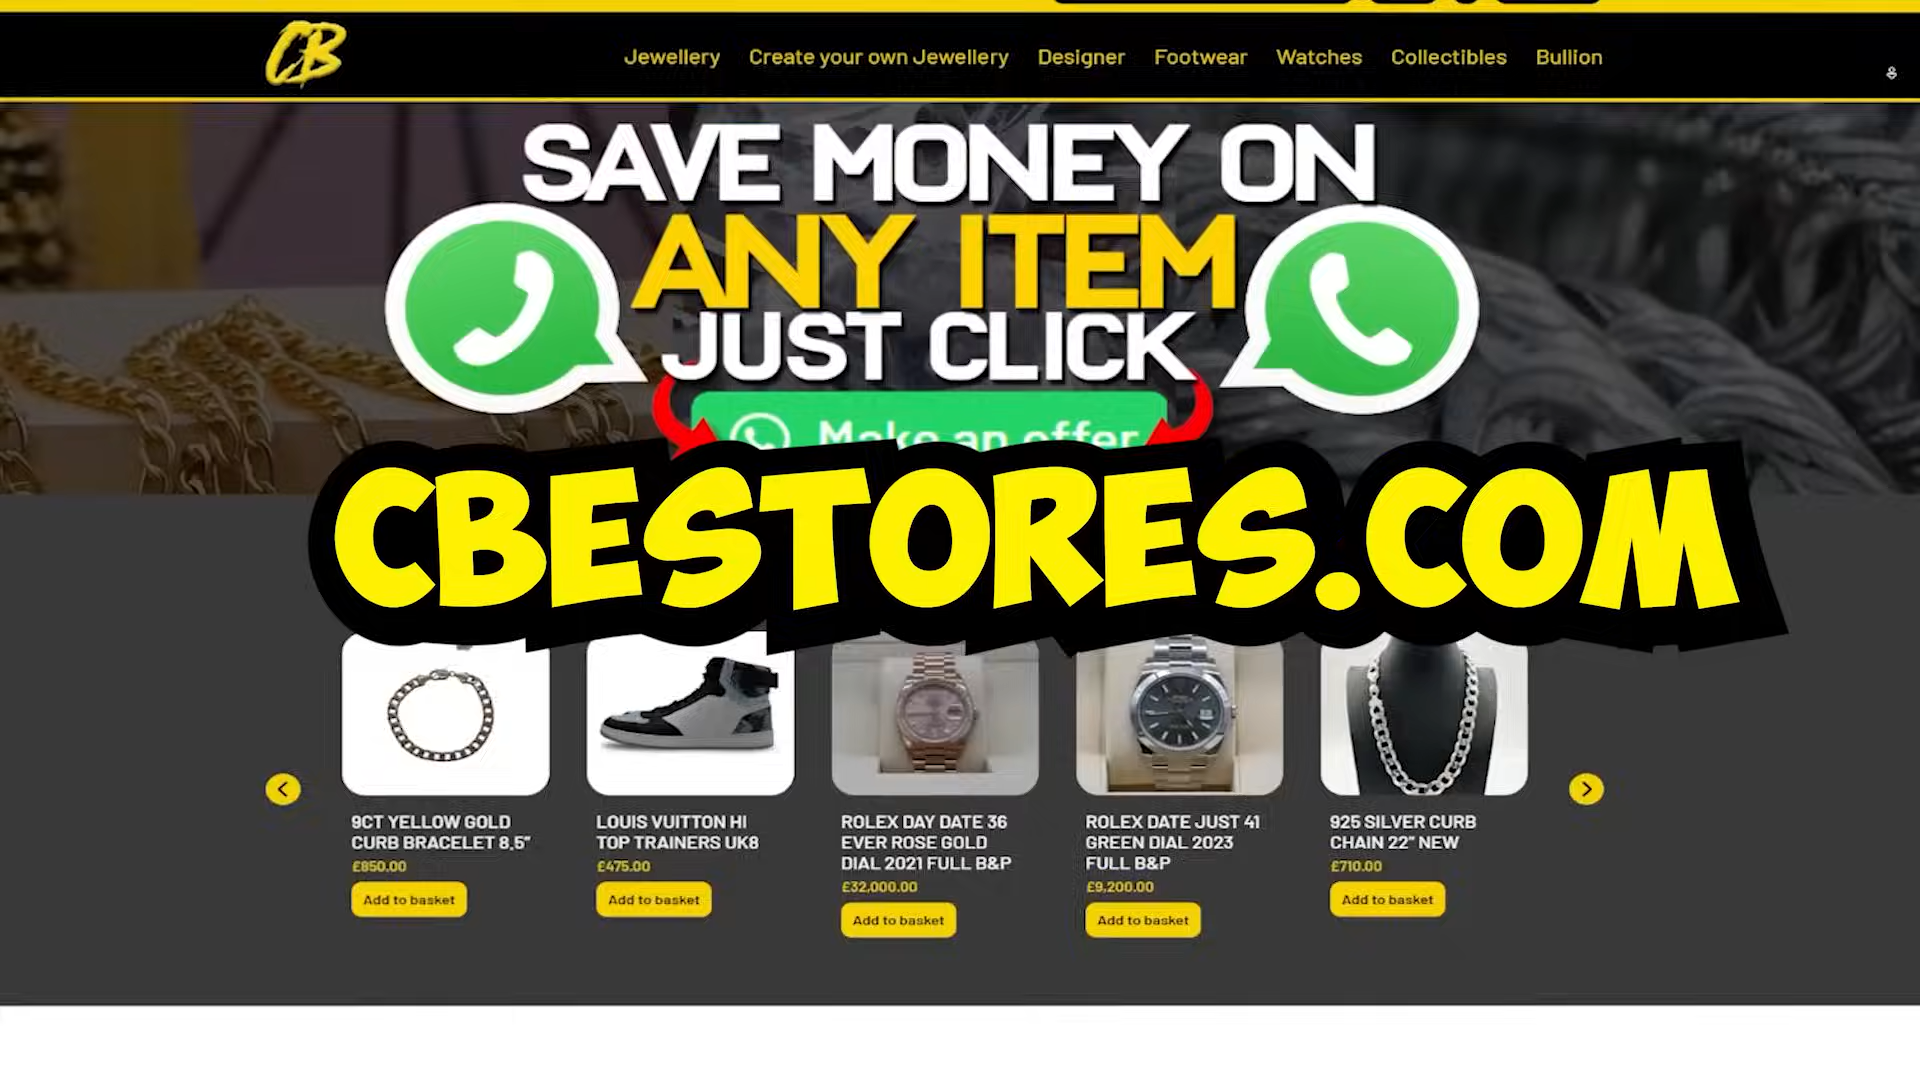 CB
Jewellery Create your own Jewellery Designer Footwear Watches Collectibles Bullion
SAVE MONEY ON
ANY ITEM
JUST CLICK
Make an offer
CBESTORES.COM
9CT YELLOW GOLD
CURB BRACELET 8,5"
£850.00
Add to basket
LOUIS VUITTON HI
TOP TRAINERS UK8
£475.00
Add to basket
ROLEX DAY DATE 36
EVER ROSE GOLD
DIAL 2021 FULL B&P
£32,000.00
Add to basket
ROLEX DATE JUST 41
GREEN DIAL 2023
FULL B&P
£9,200.00
Add to basket
925 SILVER CURB
CHAIN 22" NEW
£710.00
Add to basket